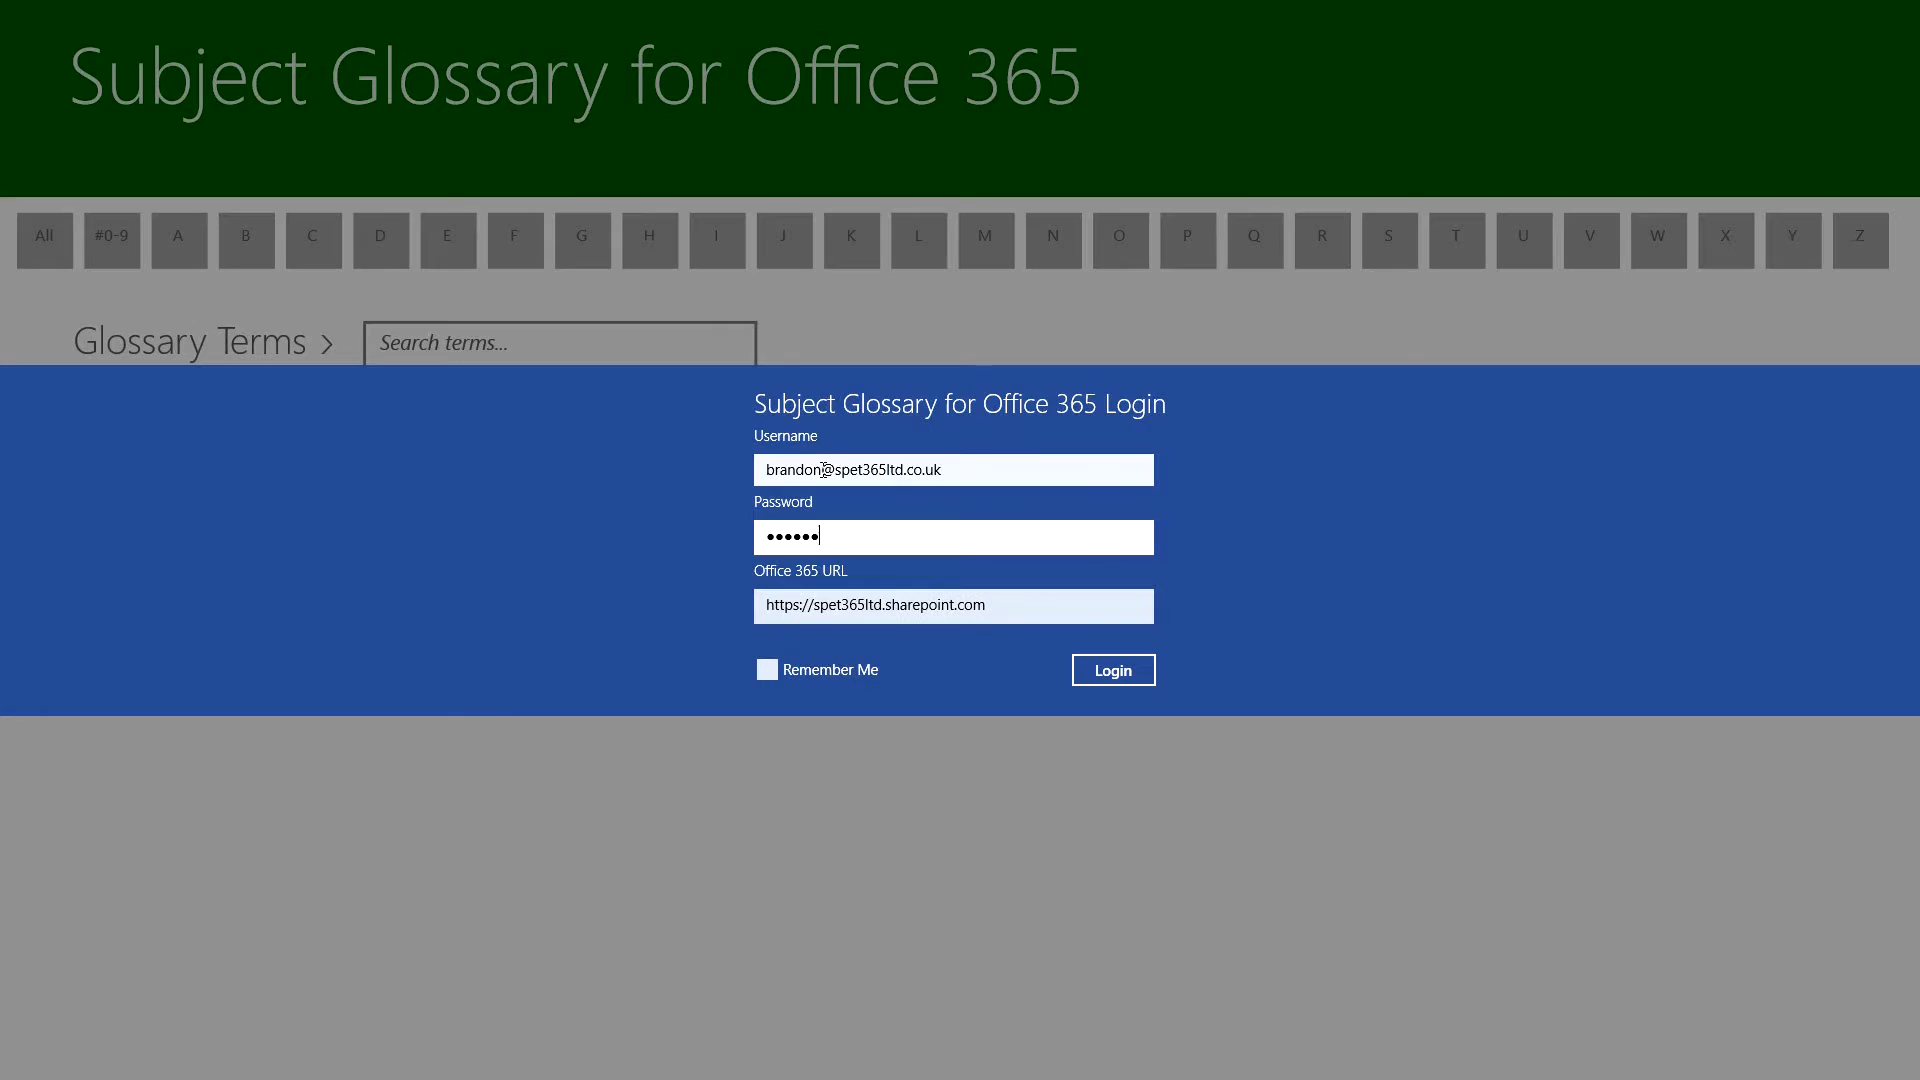 Subject Glossary for Office 365
All #0-9 A B C D E F G H I J K L M N O P Q R S T U V W X Y Z
Glossary Terms > Search terms...
Subject Glossary for Office 365 Login
Username
brandon@spet365ltd.co.uk
Password
••••••
Office 365 URL
https://spet365ltd.sharepoint.com
Remember Me Login